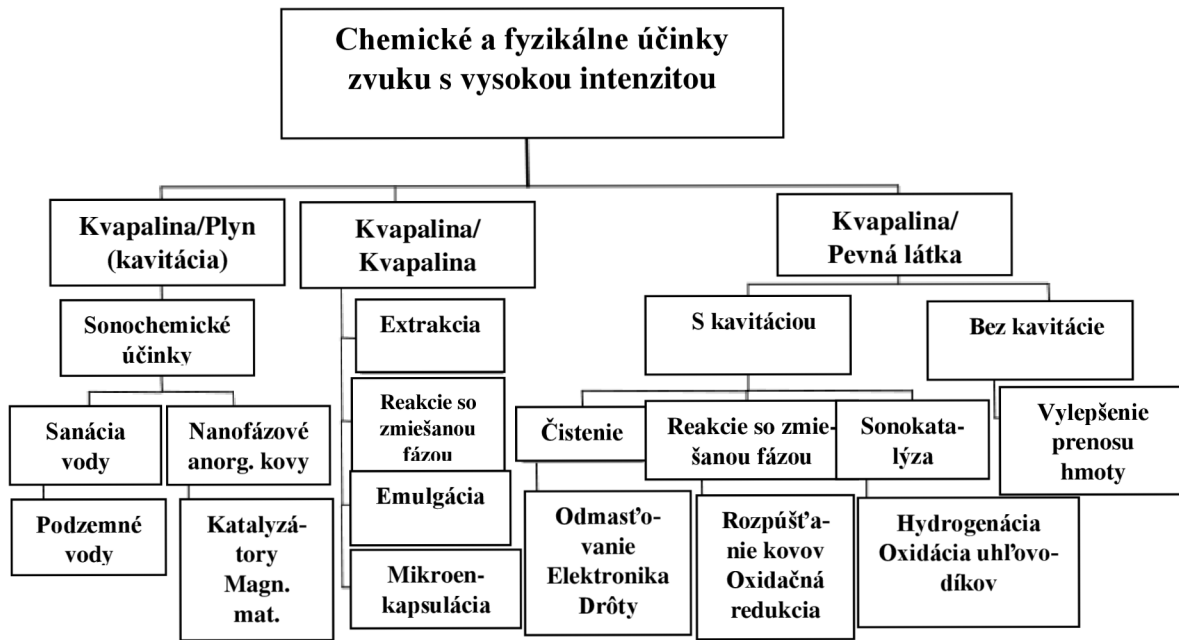 Chemické a fyzikálne účinky
zvuku s vysokou intenzitou
Kvapalina/Plyn
(kavitácia)
Kvapalina/
Kvapalina
Kvapalina/
Pevná látka
Sonochemické
účinky
Extrakcia
S kavitáciou
Bez kavitácie
Sanácia
vody
Nanofázové
anorg. kovy
Reakcie so
zmiešanou
fázou
Čistenie
Reakcie so zmie-
šanou fázou
Sonokata-
lýza
Vylepšenie
prenosu
hmoty
Podzemné
vody
Katalyzá-
tory
Magn.
mat.
Emulgácia
Mikroen-
kapsulácia
Odmasťo-
vanie
Elektronika
Drôty
Rozpúšťa-
nie kovov
Oxidačná
redukcia
Hydrogenácia
Oxidácia uhľovo-
díkov